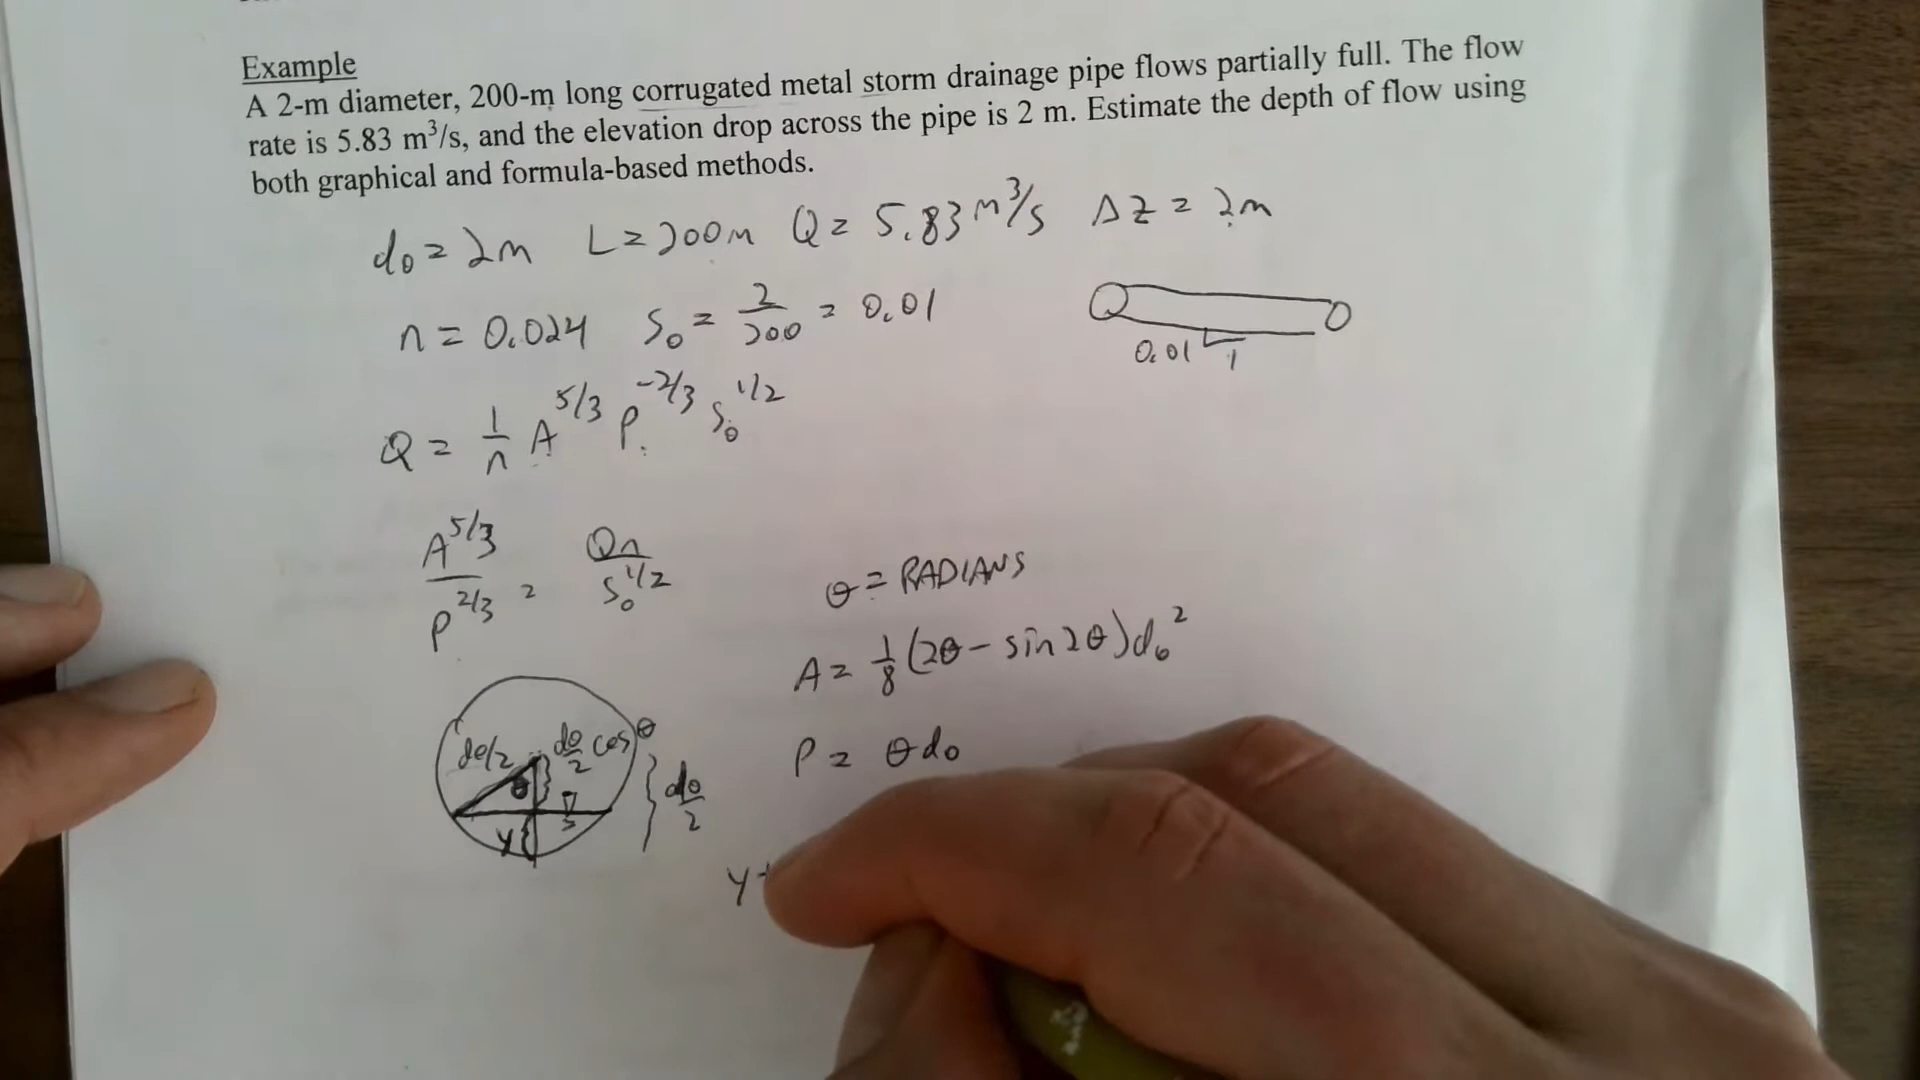 Example
A 2-m diameter, 200-m long corrugated metal storm drainage pipe flows partially full. The flow
rate is 5.83 m³/s, and the elevation drop across the pipe is 2 m. Estimate the depth of flow using
both graphical and formula-based methods.
d₀ = 2m L = 200m Q = 5.83 m³/s ΔZ = 2m
n = 0.024 S₀ = 2/200 = 0.01
0.01 1
Q = 1/n A^5/3 P^-2/3 S₀^1/2
A^5/3 / P^2/3 = Qn / S₀^1/2
θ = RADIANS
A = 1/8 (2θ - sin 2θ) d₀²
P = θ d₀
d₀/2 d₀/2 cos θ
θ d₀/2
y
y +